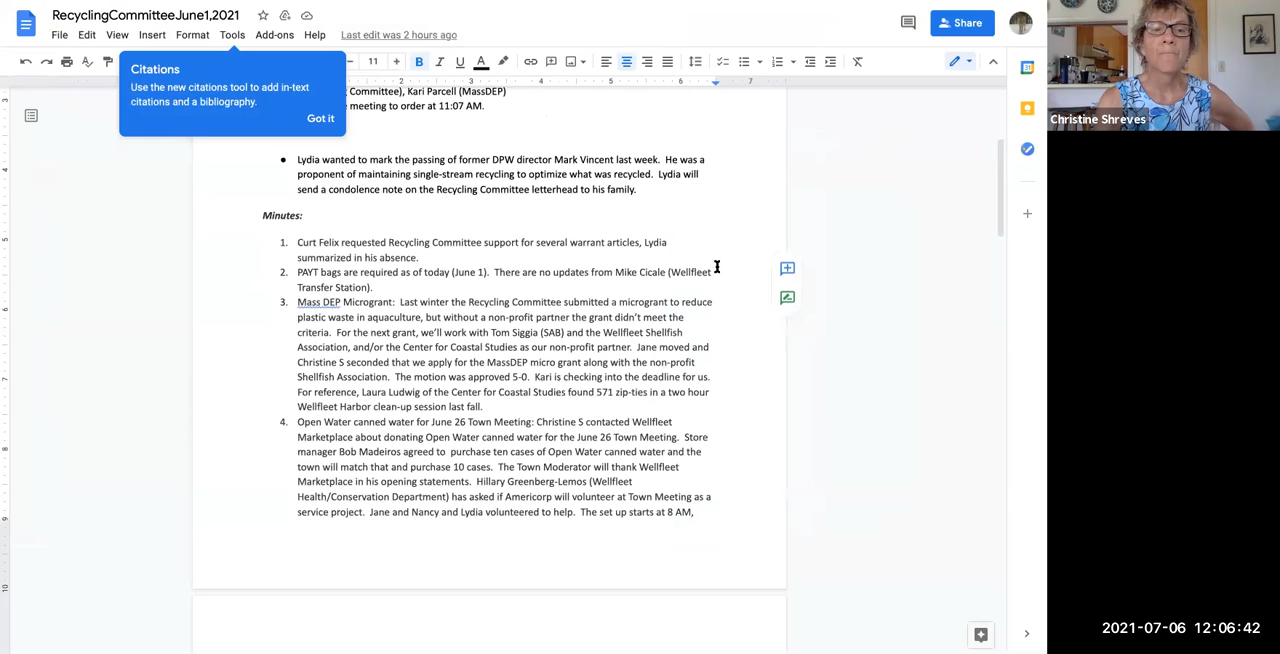 RecyclingCommitteeJune1,2021
File Edit View Insert Format Tools Add-ons Help Last edit was 2 hours ago
Share
Christine Shreves
11
Citations
Use the new citations tool to add in-text
citations and a bibliography.
Got it
2 3 4 5 6 7
Committee), Kari Parcell (MassDEP)
meeting to order at 11:07 AM.
● Lydia wanted to mark the passing of former DPW director Mark Vincent last week. He was a
proponent of maintaining single-stream recycling to optimize what was recycled. Lydia will
send a condolence note on the Recycling Committee letterhead to his family.
Minutes:
1. Curt Felix requested Recycling Committee support for several warrant articles, Lydia
summarized in his absence.
2. PAYT bags are required as of today (June 1). There are no updates from Mike Cicale (Wellfleet
Transfer Station).
3. Mass DEP Microgrant: Last winter the Recycling Committee submitted a microgrant to reduce
plastic waste in aquaculture, but without a non-profit partner the grant didn't meet the
criteria. For the next grant, we'll work with Tom Siggia (SAB) and the Wellfleet Shellfish
Association, and/or the Center for Coastal Studies as our non-profit partner. Jane moved and
Christine S seconded that we apply for the MassDEP micro grant along with the non-profit
Shellfish Association. The motion was approved 5-0. Kari is checking into the deadline for us.
For reference, Laura Ludwig of the Center for Coastal Studies found 571 zip-ties in a two hour
Wellfleet Harbor clean-up session last fall.
4. Open Water canned water for June 26 Town Meeting: Christine S contacted Wellfleet
Marketplace about donating Open Water canned water for the June 26 Town Meeting. Store
manager Bob Madeiros agreed to purchase ten cases of Open Water canned water and the
town will match that and purchase 10 cases. The Town Moderator will thank Wellfleet
Marketplace in his opening statements. Hillary Greenberg-Lemos (Wellfleet
Health/Conservation Department) has asked if Americorp will volunteer at Town Meeting as a
service project. Jane and Nancy and Lydia volunteered to help. The set up starts at 8 AM,
3
4
5
6
7
8
9
10
2021-07-06 12:06:42